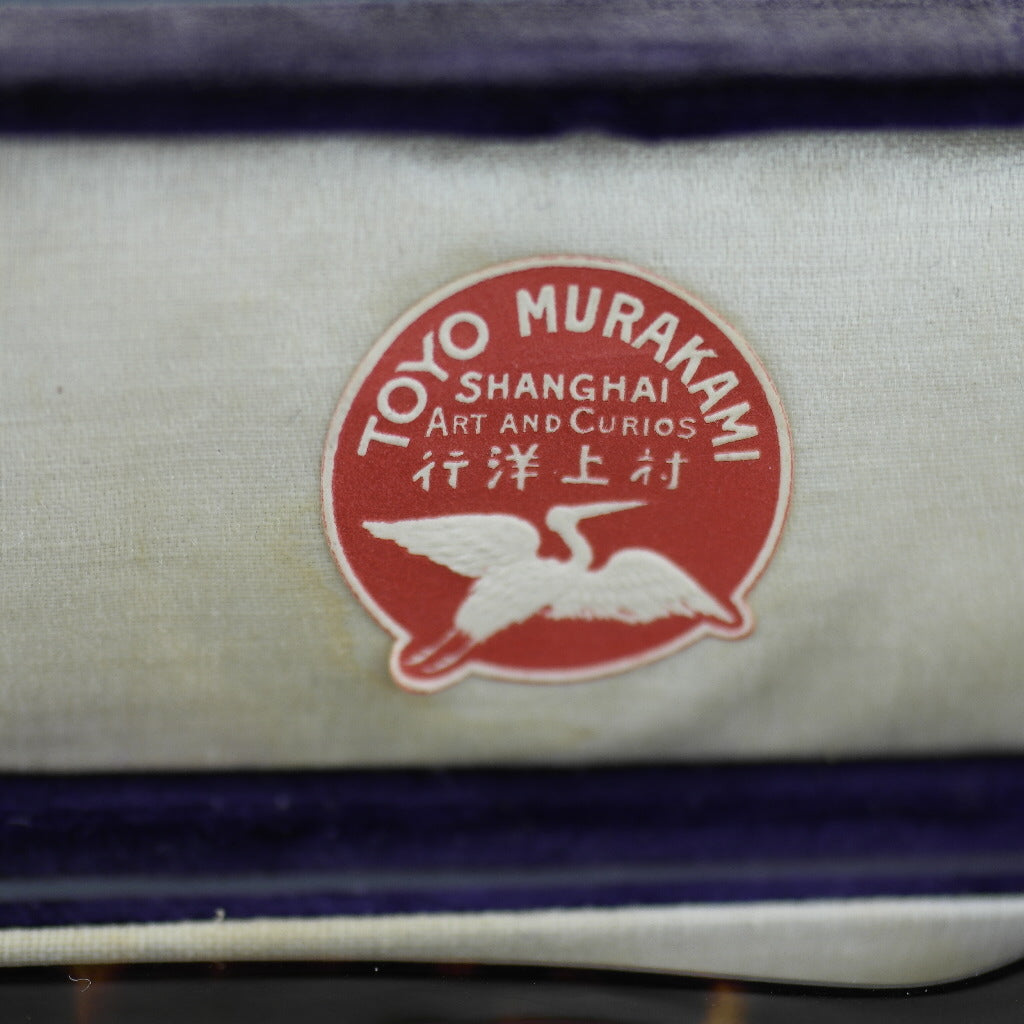 TOYO MURAKAMI
SHANGHAI
ART AND CURIOS
村上洋行